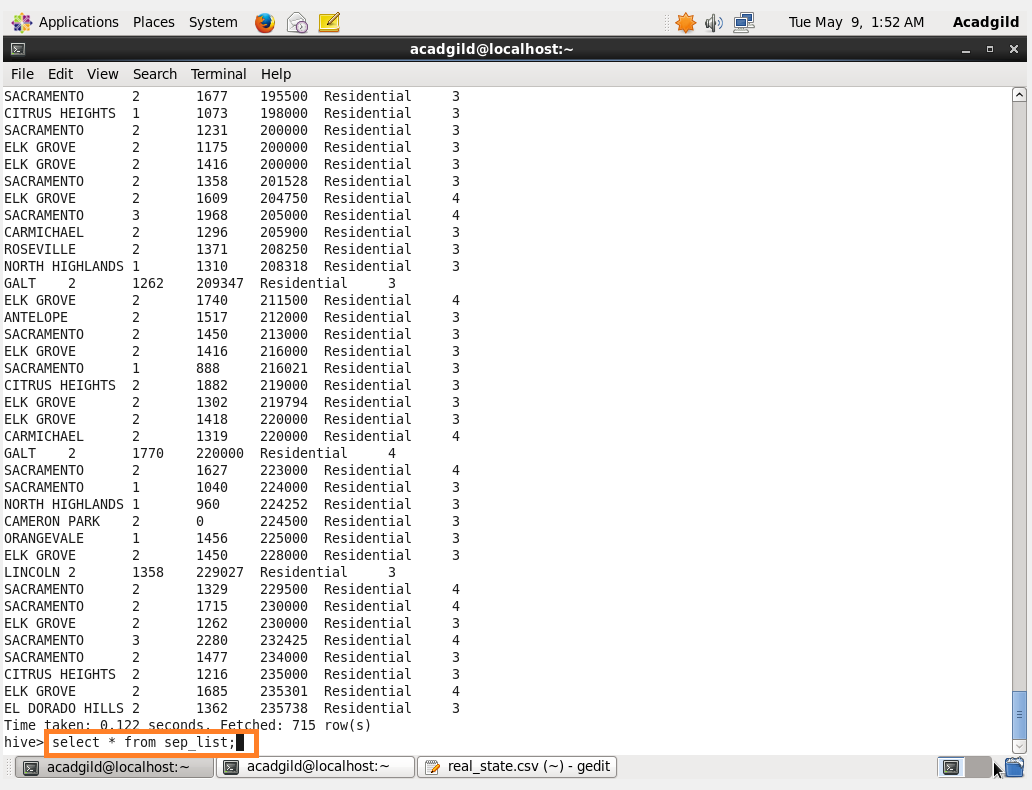 Applications Places System Tue May 9, 1:52 AM Acadgild
acadgild@localhost:~
File Edit View Search Terminal Help
SACRAMENTO 2 1677 195500 Residential 3
CITRUS HEIGHTS 1 1073 198000 Residential 3
SACRAMENTO 2 1231 200000 Residential 3
ELK GROVE 2 1175 200000 Residential 3
ELK GROVE 2 1416 200000 Residential 3
SACRAMENTO 2 1358 201528 Residential 3
ELK GROVE 2 1609 204750 Residential 4
SACRAMENTO 3 1968 205000 Residential 4
CARMICHAEL 2 1296 205900 Residential 3
ROSEVILLE 2 1371 208250 Residential 3
NORTH HIGHLANDS 1 1310 208318 Residential 3
GALT 2 1262 209347 Residential 3
ELK GROVE 2 1740 211500 Residential 4
ANTELOPE 2 1517 212000 Residential 3
SACRAMENTO 2 1450 213000 Residential 3
ELK GROVE 2 1416 216000 Residential 3
SACRAMENTO 1 888 216021 Residential 3
CITRUS HEIGHTS 2 1882 219000 Residential 3
ELK GROVE 2 1302 219794 Residential 3
ELK GROVE 2 1418 220000 Residential 3
CARMICHAEL 2 1319 220000 Residential 4
GALT 2 1770 220000 Residential 4
SACRAMENTO 2 1627 223000 Residential 4
SACRAMENTO 1 1040 224000 Residential 3
NORTH HIGHLANDS 1 960 224252 Residential 3
CAMERON PARK 2 0 224500 Residential 3
ORANGEVALE 1 1456 225000 Residential 3
ELK GROVE 2 1450 228000 Residential 3
LINCOLN 2 1358 229027 Residential 3
SACRAMENTO 2 1329 229500 Residential 4
SACRAMENTO 2 1715 230000 Residential 4
ELK GROVE 2 1262 230000 Residential 3
SACRAMENTO 3 2280 232425 Residential 4
SACRAMENTO 2 1477 234000 Residential 3
CITRUS HEIGHTS 2 1216 235000 Residential 3
ELK GROVE 2 1685 235301 Residential 4
EL DORADO HILLS 2 1362 235738 Residential 3
Time taken: 0.122 seconds, Fetched: 715 row(s)
hive> select * from sep_list;
acadgild@localhost:~ acadgild@localhost:~ real_state.csv (~) - gedit